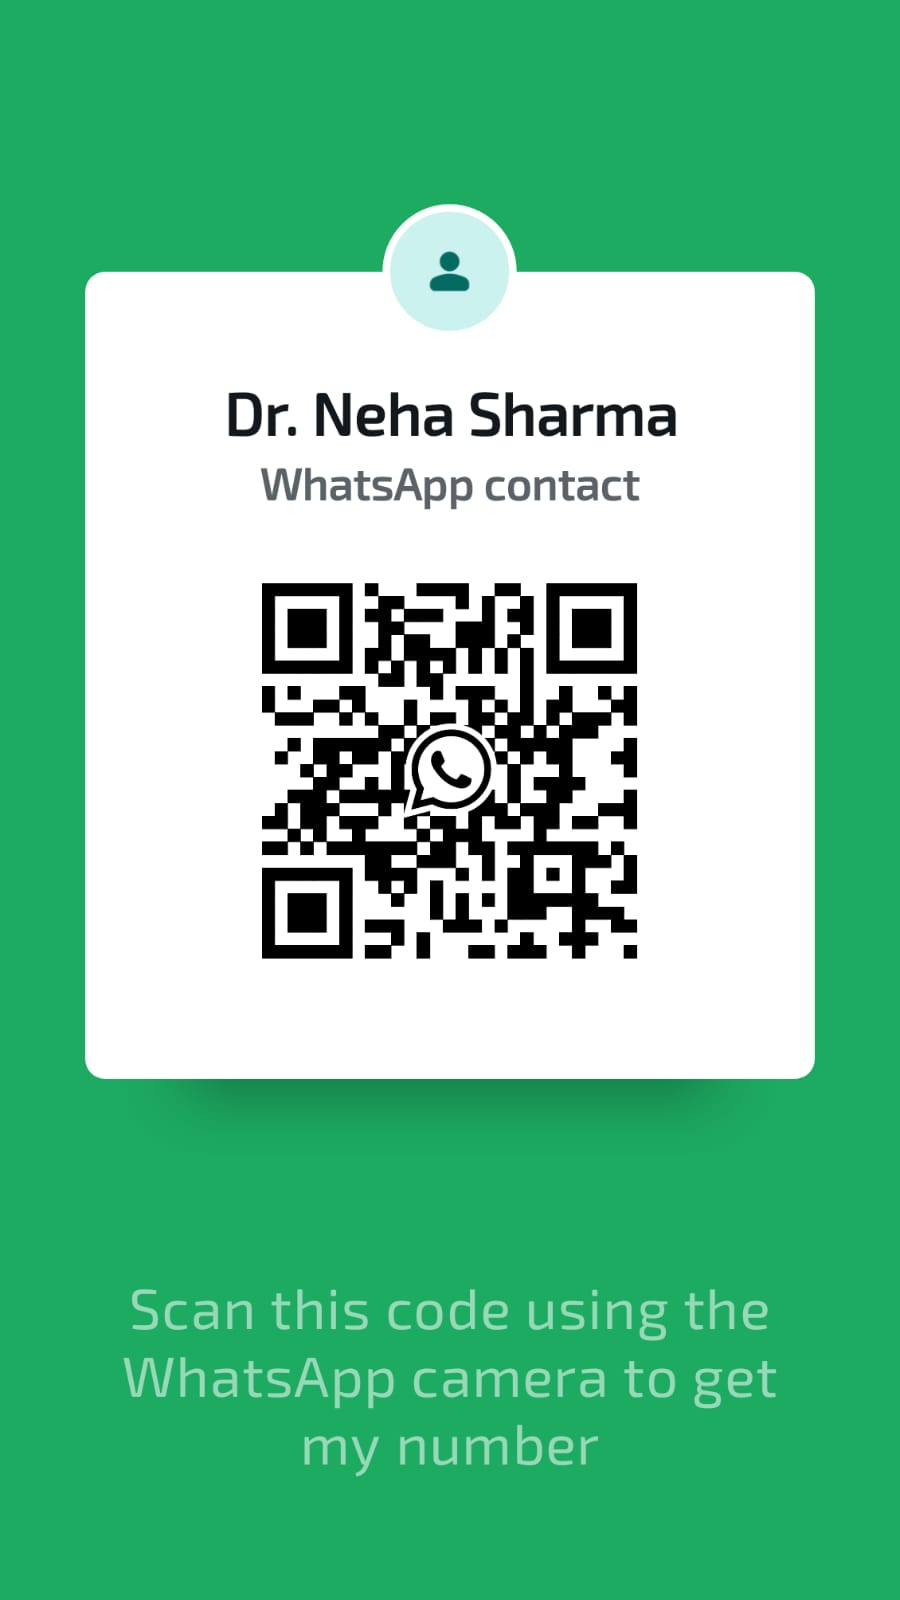 Dr. Neha Sharma
WhatsApp contact
Scan this code using the
WhatsApp camera to get
my number